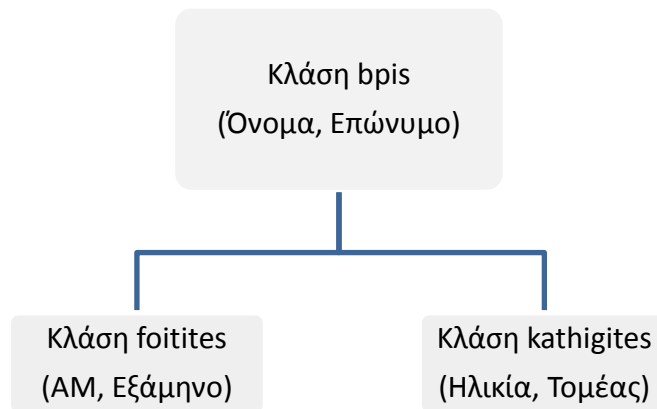 Κλάση bpis
(Όνομα, Επώνυμο)
Κλάση foitites
(ΑΜ, Εξάμηνο)
Κλάση kathigites
(Ηλικία, Τομέας)